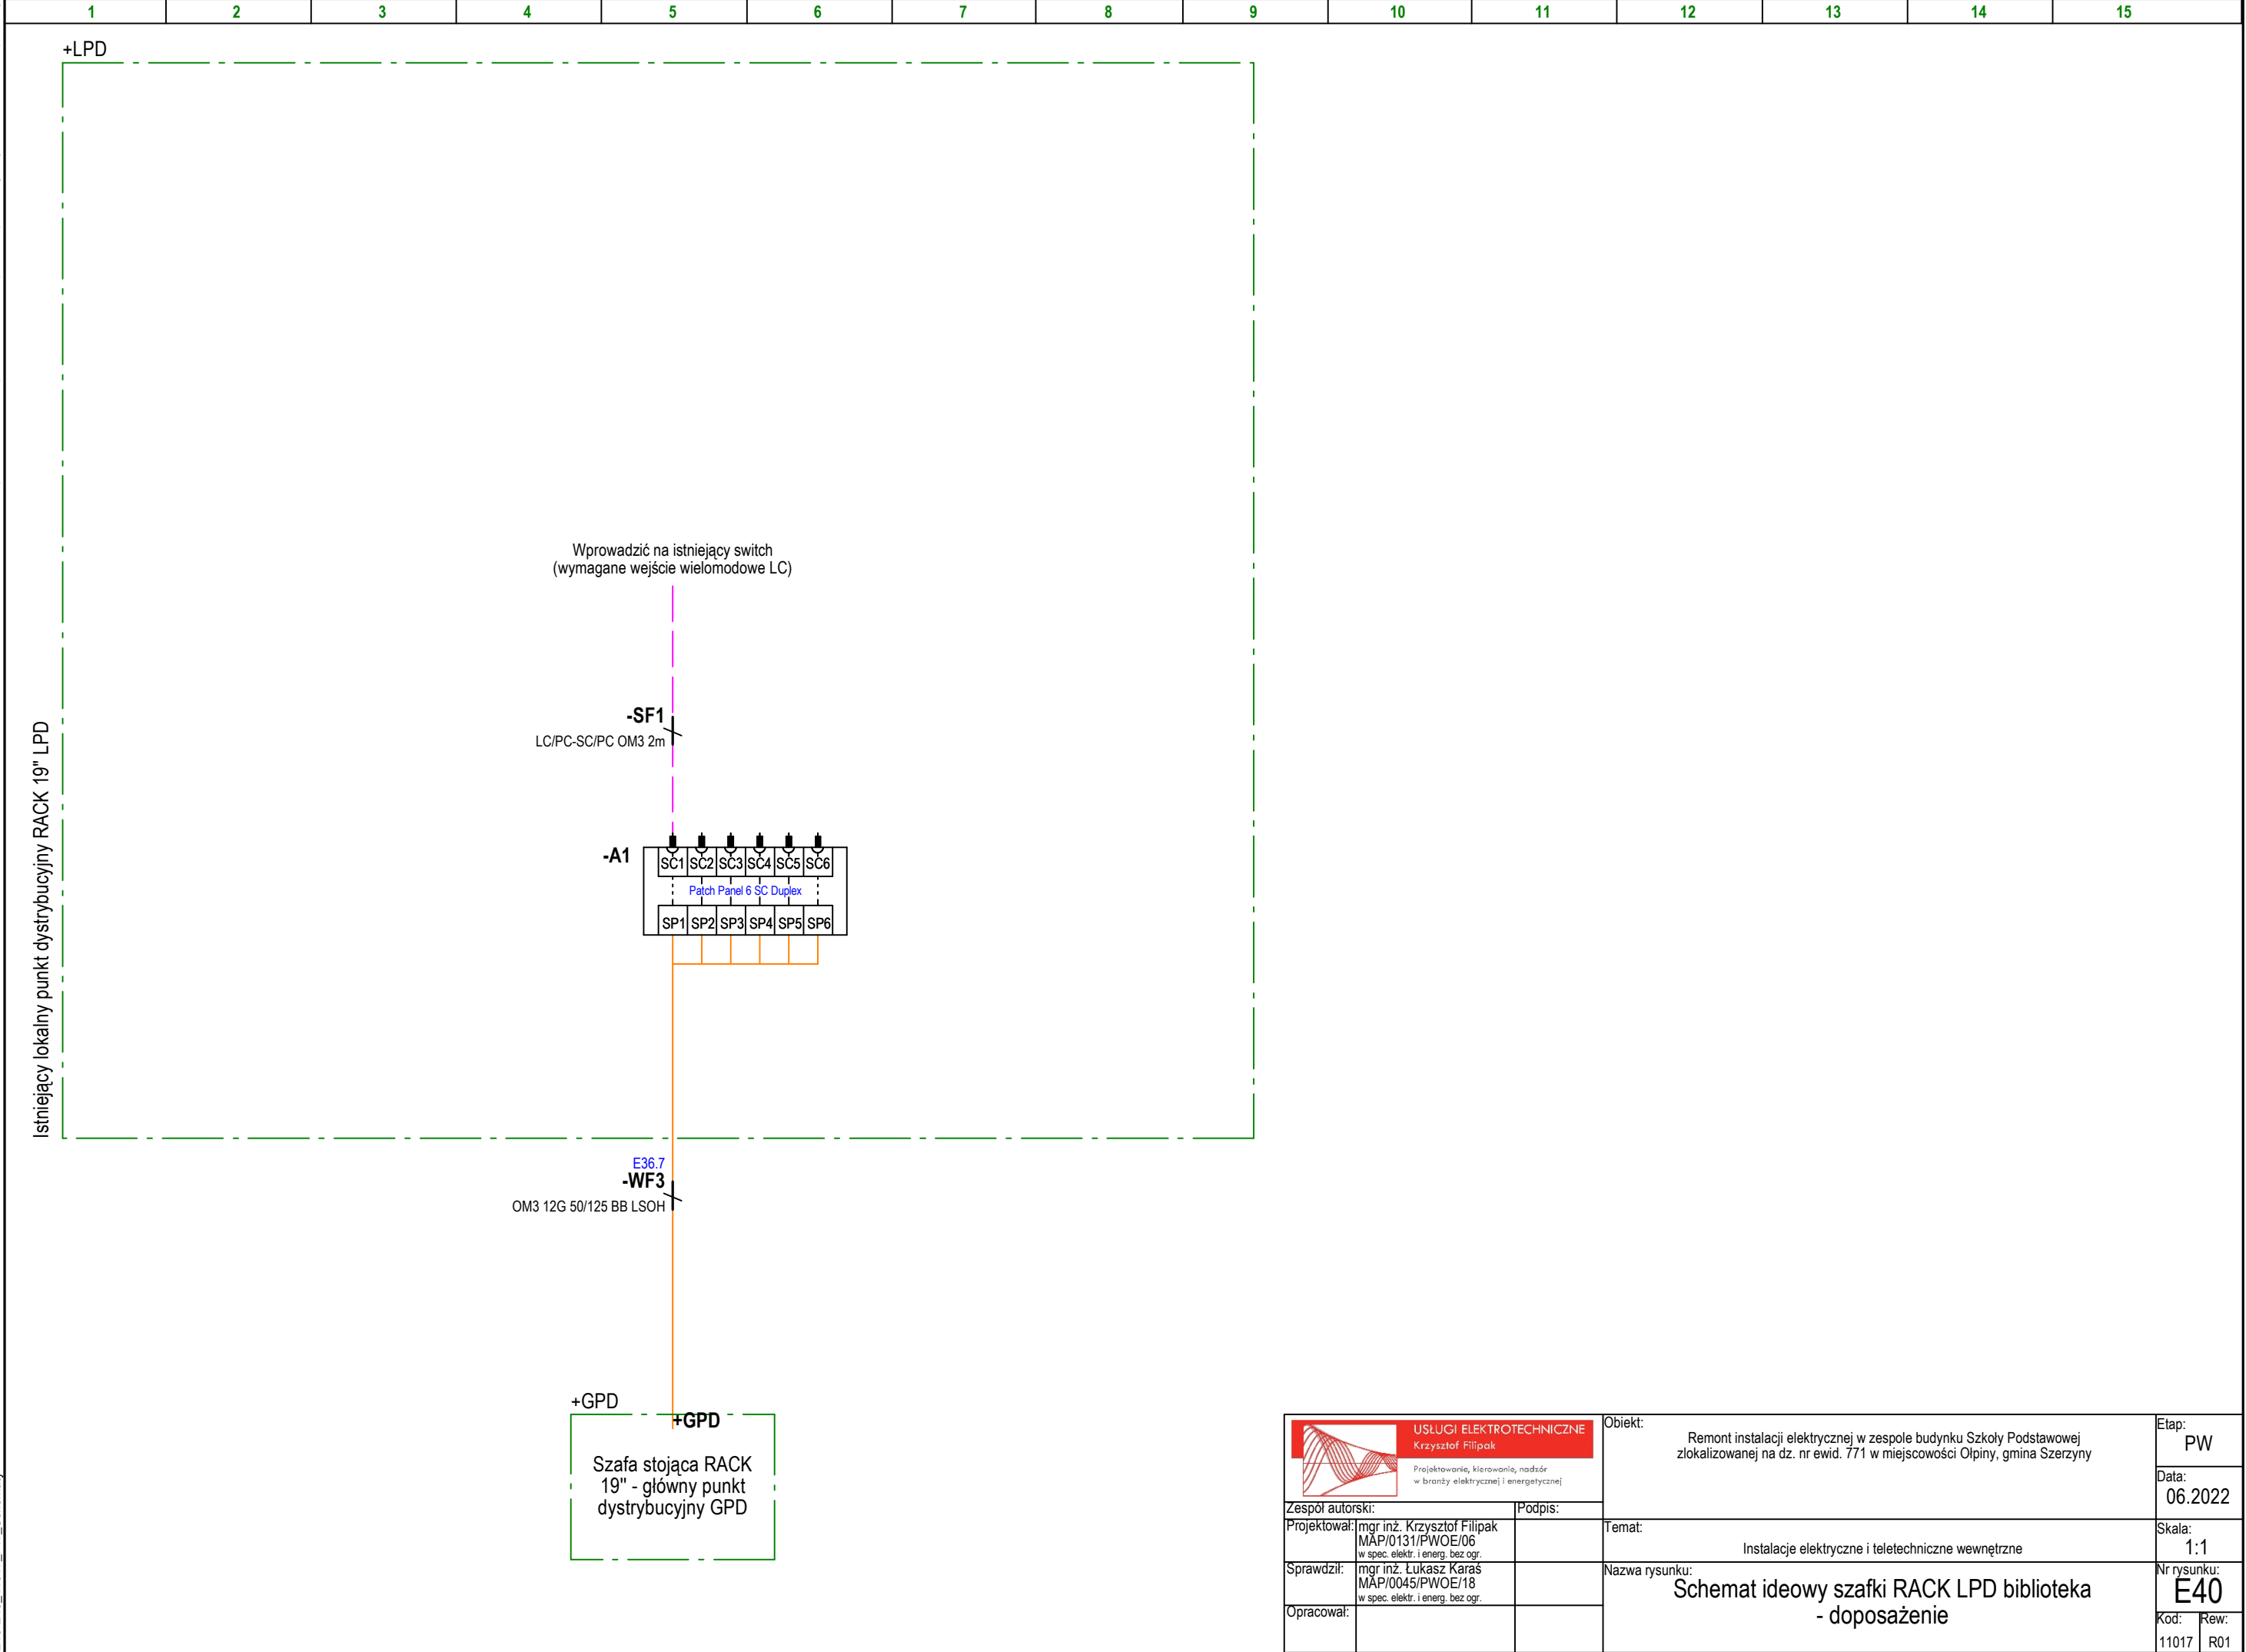 1 2 3 4 5 6 7 8 9 10 11 12 13 14 15
+LPD
Istniejący lokalny punkt dystrybucyjny RACK 19" LPD
Wprowadzić na istniejący switch
(wymagane wejście wielomodowe LC)
-SF1
LC/PC-SC/PC OM3 2m
-A1
SC1 SC2 SC3 SC4 SC5 SC6
Patch Panel 6 SC Duplex
SP1 SP2 SP3 SP4 SP5 SP6
E36.7
-WF3
OM3 12G 50/125 BB LSOH
+GPD
+GPD
Szafa stojąca RACK
19" - główny punkt
dystrybucyjny GPD
USŁUGI ELEKTROTECHNICZNE
Krzysztof Filipak
Projektowanie, kierowanie, nadzór
w branży elektrycznej i energetycznej
Zespół autorski: Podpis:
Projektował: mgr inż. Krzysztof Filipak
MAP/0131/PWOE/06
w spec. elektr. i energ. bez ogr.
Sprawdził: mgr inż. Łukasz Karaś
MAP/0045/PWOE/18
w spec. elektr. i energ. bez ogr.
Opracował:
Obiekt:
Remont instalacji elektrycznej w zespole budynku Szkoły Podstawowej
zlokalizowanej na dz. nr ewid. 771 w miejscowości Ołpiny, gmina Szerzyny
Temat:
Instalacje elektryczne i teletechniczne wewnętrzne
Nazwa rysunku:
Schemat ideowy szafki RACK LPD biblioteka
- doposażenie
Etap:
PW
Data:
06.2022
Skala:
1:1
Nr rysunku:
E40
Kod: Rew:
11017 R01